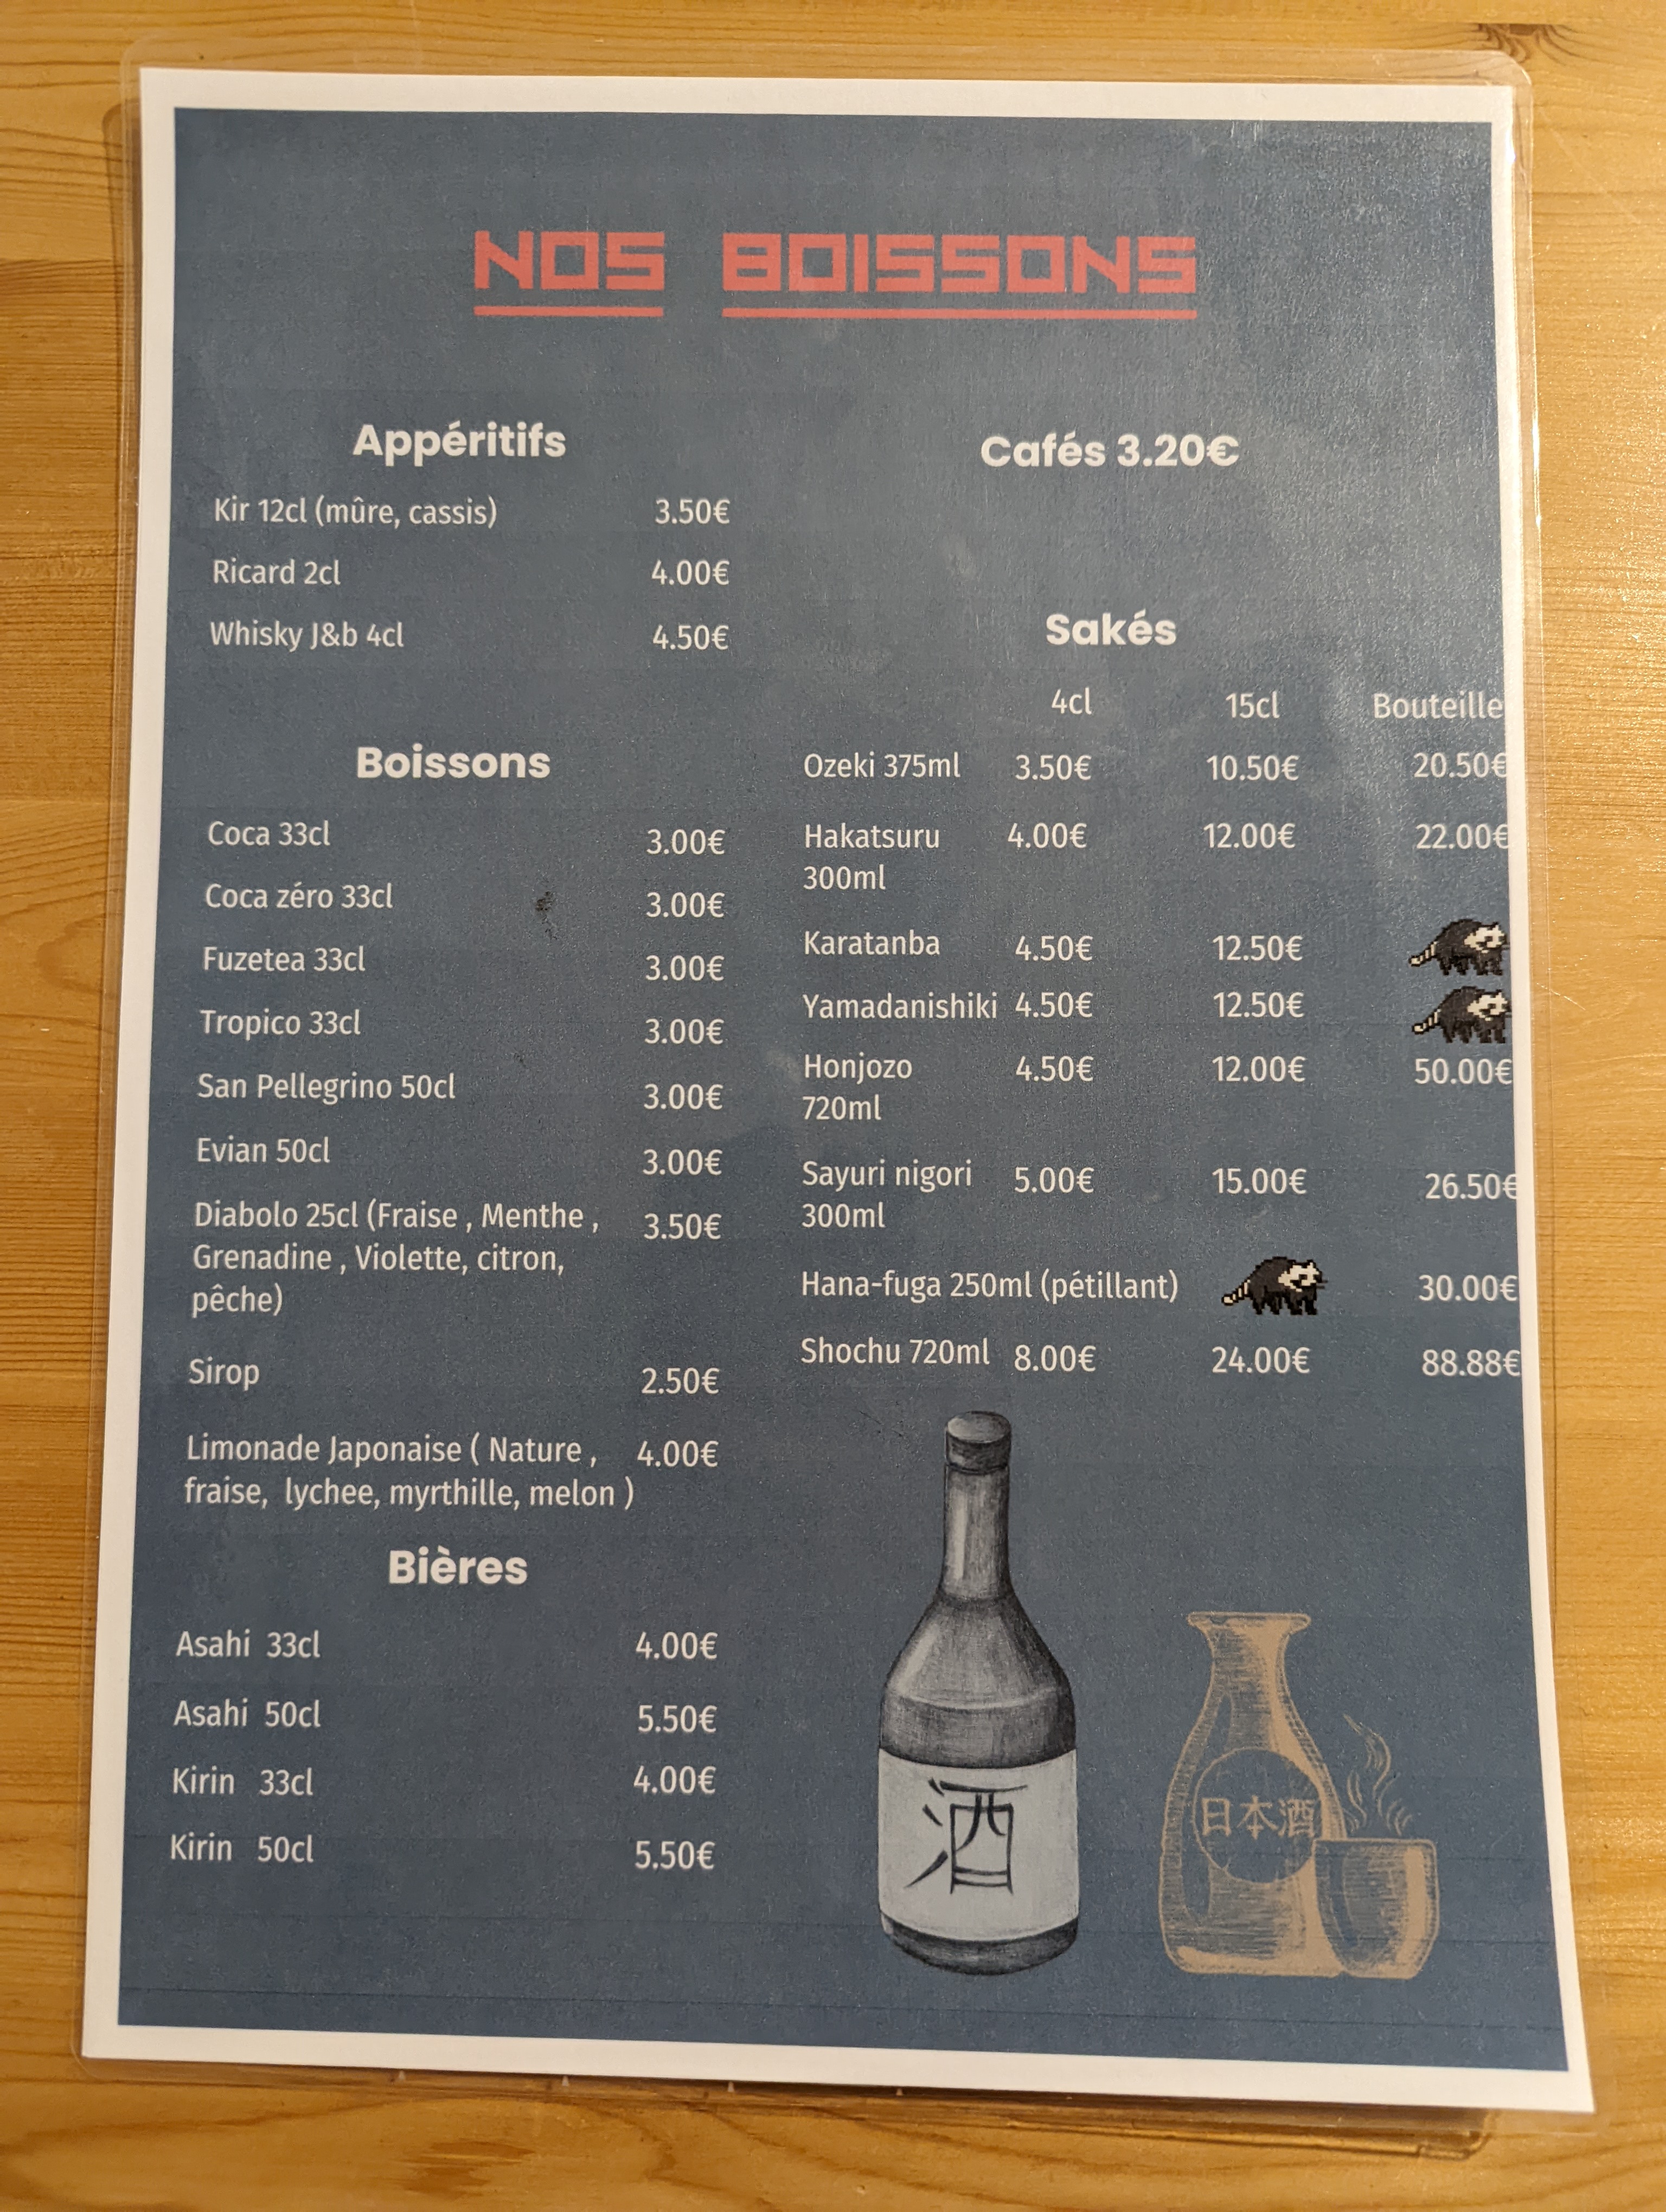 NOS BOISSONS
Appéritifs
Kir 12cl (mûre, cassis) 3.50€
Ricard 2cl 4.00€
Whisky J&b 4cl 4.50€
Boissons
Coca 33cl 3.00€
Coca zéro 33cl 3.00€
Fuzetea 33cl 3.00€
Tropico 33cl 3.00€
San Pellegrino 50cl 3.00€
Evian 50cl 3.00€
Diabolo 25cl (Fraise , Menthe , 3.50€
Grenadine , Violette, citron,
pêche)
Sirop 2.50€
Limonade Japonaise ( Nature , 4.00€
fraise, lychee, myrthille, melon )
Bières
Asahi 33cl 4.00€
Asahi 50cl 5.50€
Kirin 33cl 4.00€
Kirin 50cl 5.50€
Cafés 3.20€
Sakés
4cl 15cl Bouteille
Ozeki 375ml 3.50€ 10.50€ 20.50€
Hakatsuru 4.00€ 12.00€ 22.00€
300ml
Karatanba 4.50€ 12.50€
Yamadanishiki 4.50€ 12.50€
Honjozo 4.50€ 12.00€ 50.00€
720ml
Sayuri nigori 5.00€ 15.00€ 26.50€
300ml
Hana-fuga 250ml (pétillant) 30.00€
Shochu 720ml 8.00€ 24.00€ 88.88€
酒
日本酒